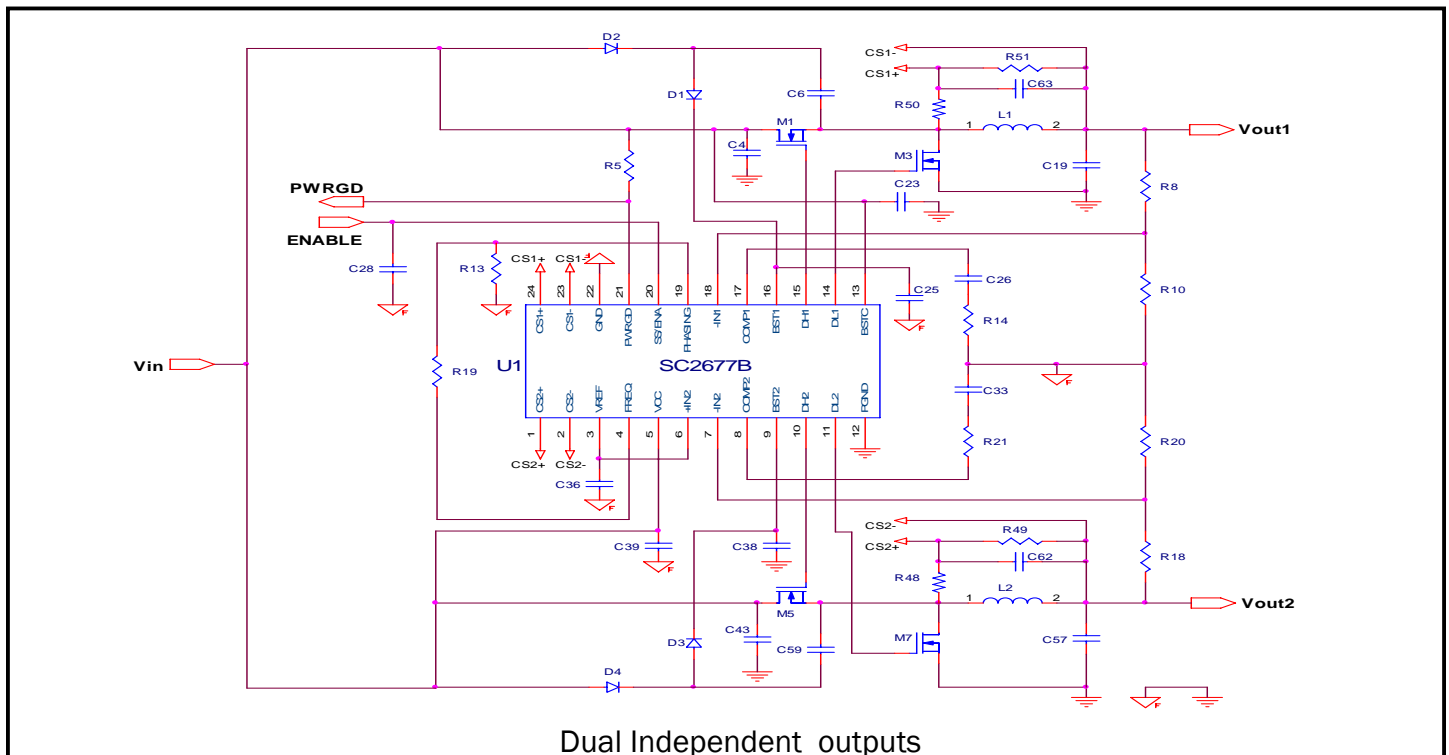 D2
CS1-
CS1+
R51
C63
D1
C6
R50
M1
L1
1
2
Vout1
C4
M3
C19
R5
R8
C23
PWRGD
ENABLE
C28
R13
CS1+
CS1-
C25
C26
R10
24
23
22
21
20
19
18
17
16
15
14
13
CS1+
CS1-
GND
PWRGD
SS/ENA
PHASING
-IN1
COMP1
BST1
DH1
DL1
BSTC
R14
Vin
R19
U1
SC2677B
C33
CS2+
CS2-
VREF
FREQ
VCC
+IN2
-IN2
COMP2
BST2
DH2
DL2
PGND
R21
R20
1
2
3
4
5
6
7
8
9
10
11
12
CS2+
CS2-
C36
C39
C38
CS2-
CS2+
R49
C62
R18
R48
M5
L2
1
2
Vout2
C43
D3
C59
M7
C57
D4
F
F
F
F
F
F
Dual Independent outputs